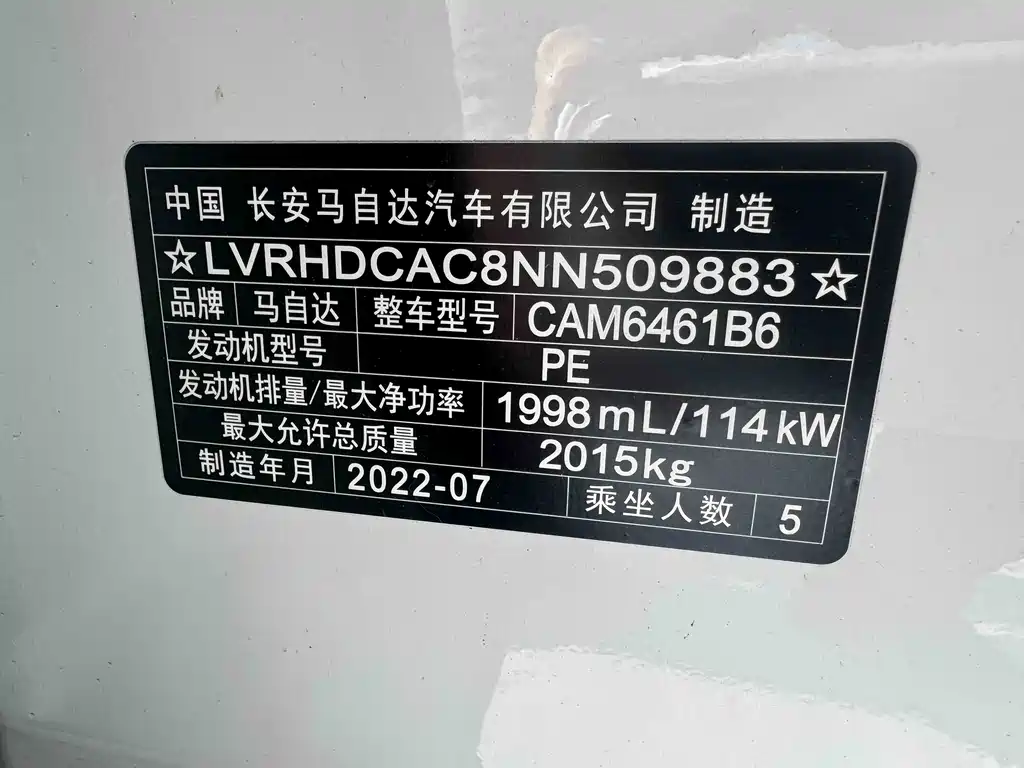 中国 长安马自达汽车有限公司 制造
☆LVRHDCAC8NN509883☆
品牌 马自达 整车型号 CAM6461B6
发动机型号 PE
发动机排量/最大净功率 1998mL/114kW
最大允许总质量 2015kg
制造年月 2022-07 乘坐人数 5